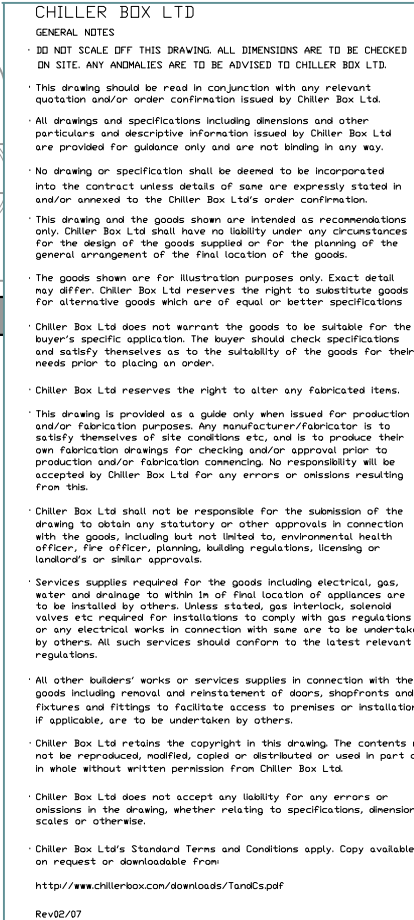 CHILLER BOX LTD
GENERAL NOTES
· DO NOT SCALE OFF THIS DRAWING. ALL DIMENSIONS ARE TO BE CHECKED
ON SITE. ANY ANOMALIES ARE TO BE ADVISED TO CHILLER BOX LTD.
· This drawing should be read in conjunction with any relevant
quotation and/or order confirmation issued by Chiller Box Ltd.
· All drawings and specifications including dimensions and other
particulars and descriptive information issued by Chiller Box Ltd
are provided for guidance only and are not binding in any way.
· No drawing or specification shall be deemed to be incorporated
into the contract unless details of same are expressly stated in
and/or annexed to the Chiller Box Ltd's order confirmation.
· This drawing and the goods shown are intended as recommendations
only. Chiller Box Ltd shall have no liability under any circumstances
for the design of the goods supplied or for the planning of the
general arrangement of the final location of the goods.
· The goods shown are for illustration purposes only. Exact detail
may differ. Chiller Box Ltd reserves the right to substitute goods
for alternative goods which are of equal or better specifications
· Chiller Box Ltd does not warrant the goods to be suitable for the
buyer's specific application. The buyer should check specifications
and satisfy themselves as to the suitability of the goods for their
needs prior to placing an order.
· Chiller Box Ltd reserves the right to alter any fabricated items.
· This drawing is provided as a guide only when issued for production
and/or fabrication purposes. Any manufacturer/fabricator is to
satisfy themselves of site conditions etc, and is to produce their
own fabrication drawings for checking and/or approval prior to
production and/or fabrication commencing. No responsibility will be
accepted by Chiller Box Ltd for any errors or omissions resulting
from this.
· Chiller Box Ltd shall not be responsible for the submission of the
drawing to obtain any statutory or other approvals in connection
with the goods, including but not limited to, environmental health
officer, fire officer, planning, building regulations, licensing or
landlord's or similar approvals.
· Services supplies required for the goods including electrical, gas,
water and drainage to within 1m of final location of appliances are
to be installed by others. Unless stated, gas interlock, solenoid
valves etc required for installations to comply with gas regulations
or any electrical works in connection with same are to be undertake
by others. All such services should conform to the latest relevant
regulations.
· All other builders' works or services supplies in connection with the
goods including removal and reinstatement of doors, shopfronts and
fixtures and fittings to facilitate access to premises or installation
if applicable, are to be undertaken by others.
· Chiller Box Ltd retains the copyright in this drawing. The contents
not be reproduced, modified, copied or distributed or used in part o
in whole without written permission from Chiller Box Ltd.
· Chiller Box Ltd does not accept any liability for any errors or
omissions in the drawing, whether relating to specifications, dimension
scales or otherwise.
· Chiller Box Ltd's Standard Terms and Conditions apply. Copy available
on request or downloadable from:
http://www.chillerbox.com/downloads/TandCs.pdf
Rev02/07